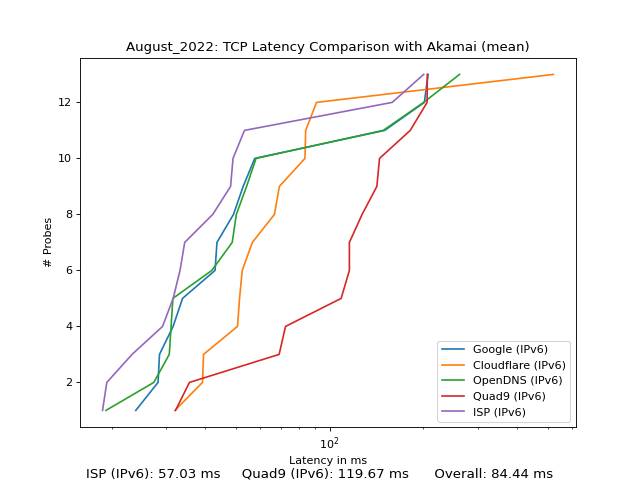 August_2022: TCP Latency Comparison with Akamai (mean)
# Probes
12
10
8
6
4
2
10²
Latency in ms
Google (IPv6)
Cloudflare (IPv6)
OpenDNS (IPv6)
Quad9 (IPv6)
ISP (IPv6)
ISP (IPv6): 57.03 ms Quad9 (IPv6): 119.67 ms Overall: 84.44 ms